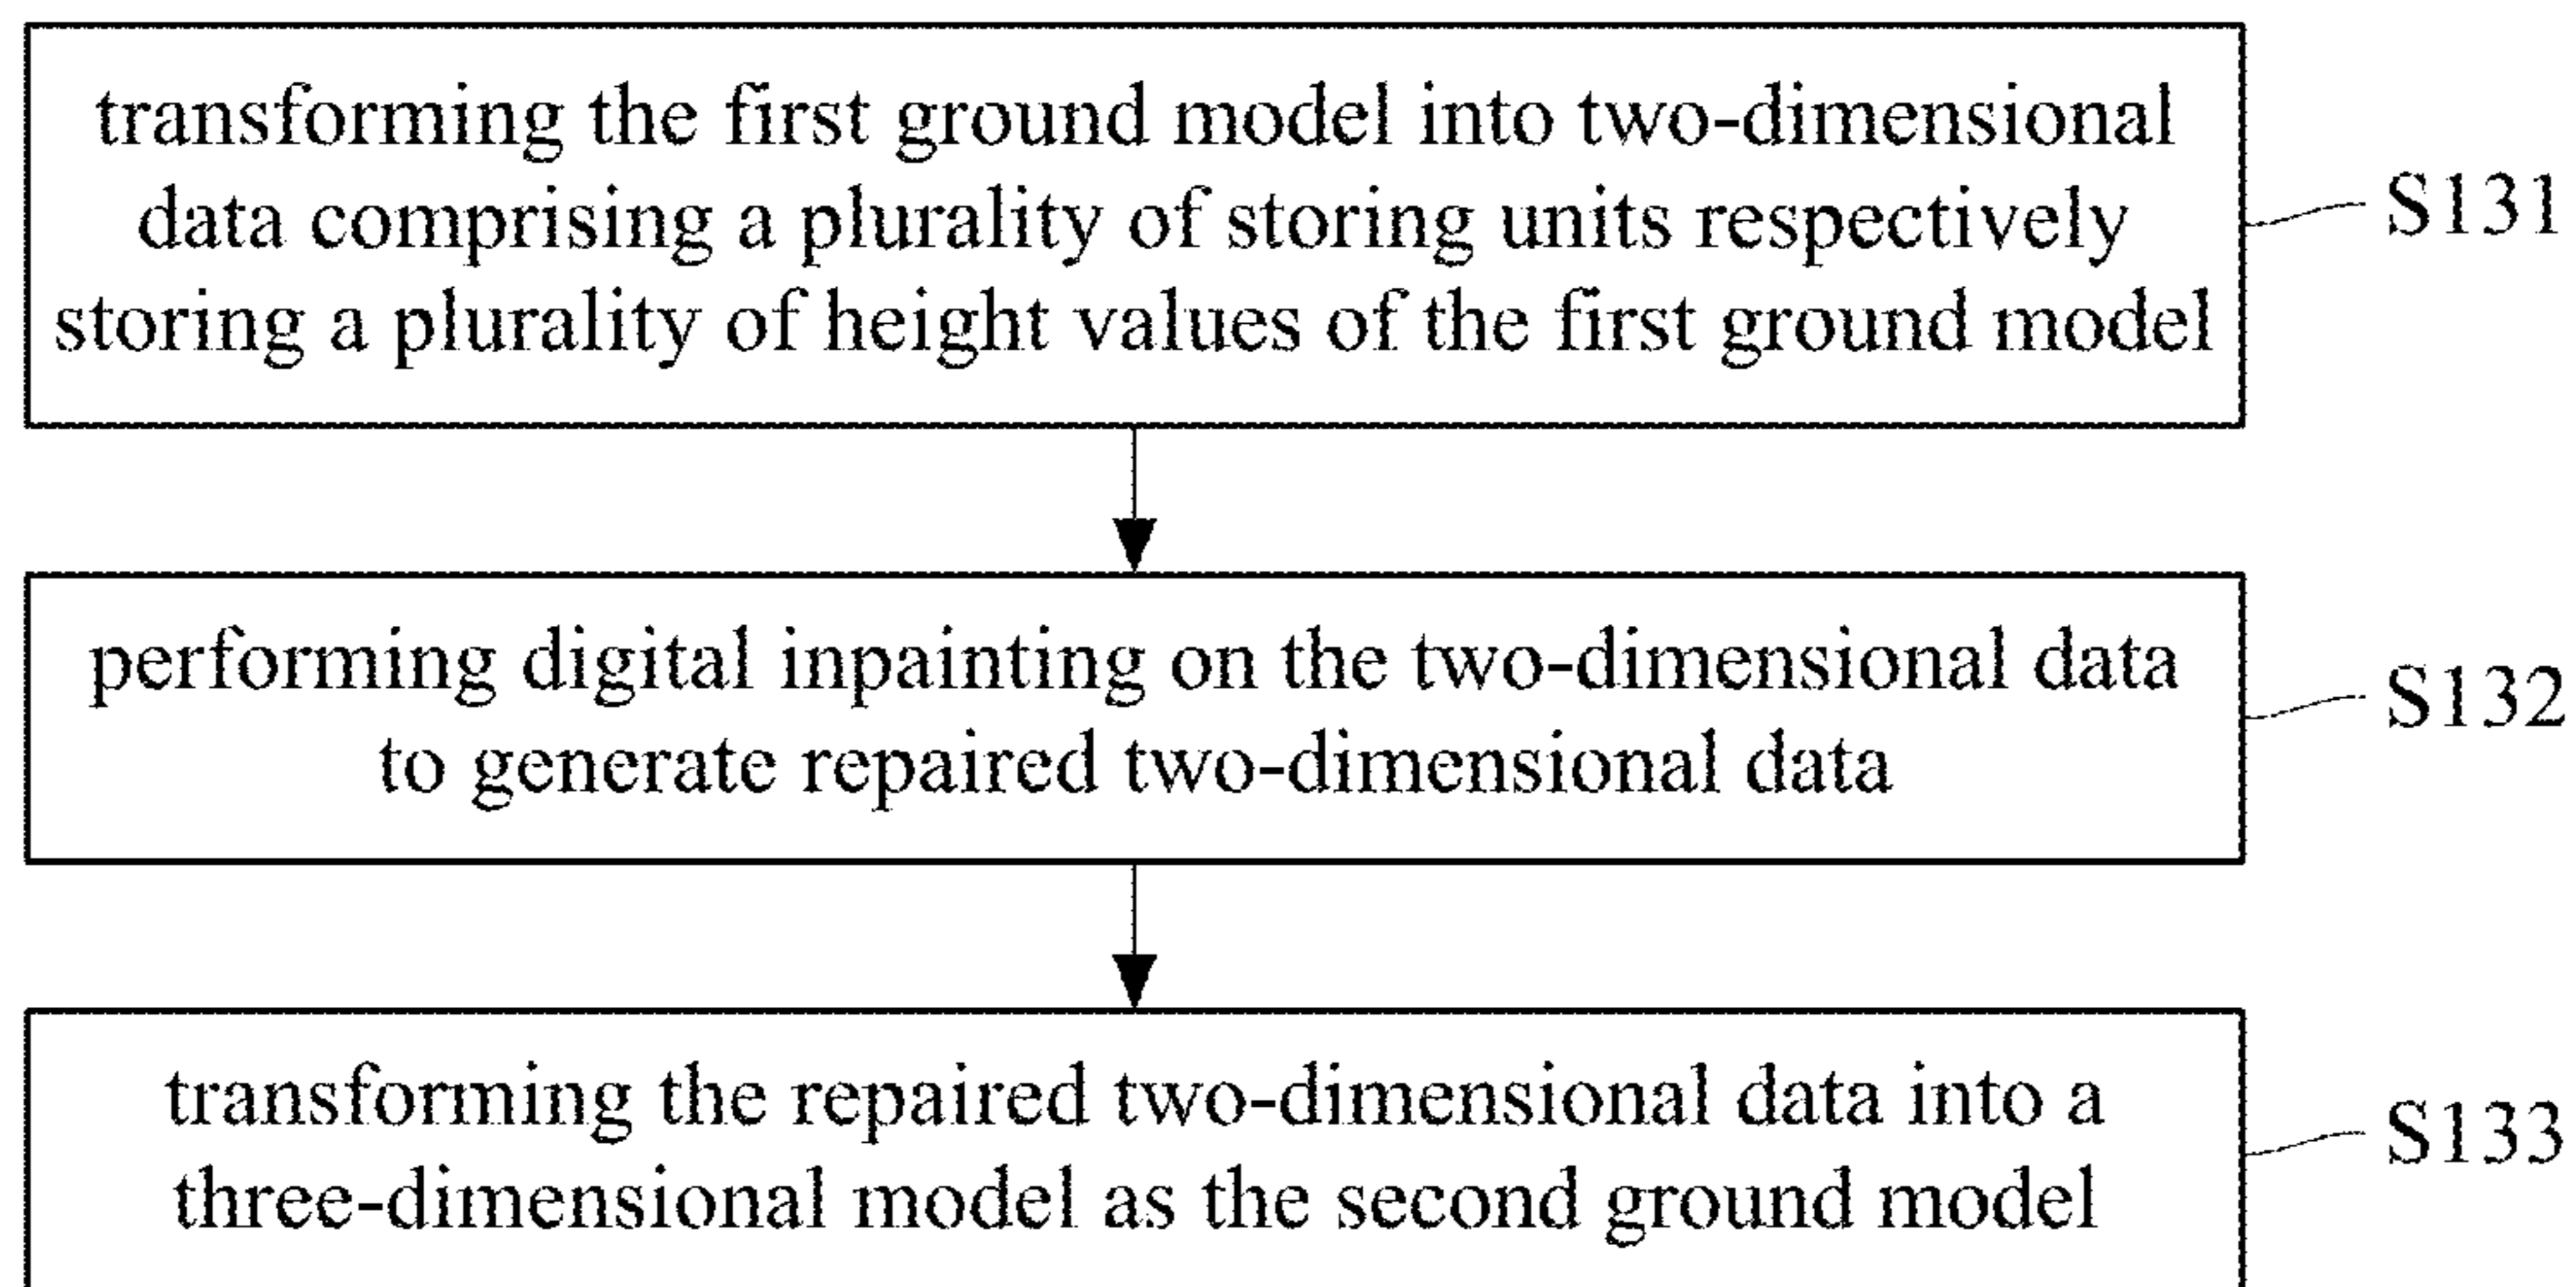 transforming the first ground model into two-dimensional
data comprising a plurality of storing units respectively
storing a plurality of height values of the first ground model
S131
performing digital inpainting on the two-dimensional data
to generate repaired two-dimensional data
S132
transforming the repaired two-dimensional data into a
three-dimensional model as the second ground model
S133